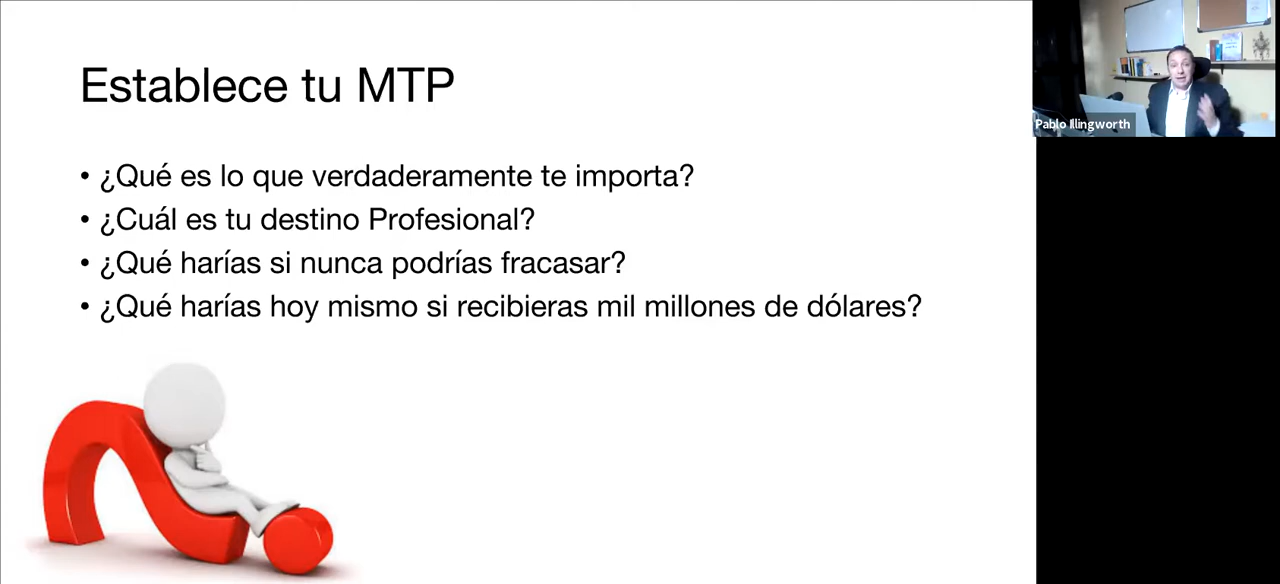 Establece tu MTP
• ¿Qué es lo que verdaderamente te importa?
• ¿Cuál es tu destino Profesional?
• ¿Qué harías si nunca podrías fracasar?
• ¿Qué harías hoy mismo si recibieras mil millones de dólares?
Pablo Illingworth